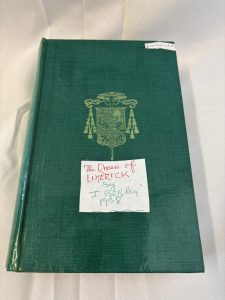 The Diocese of
LIMERICK
by
J. Begley
1938